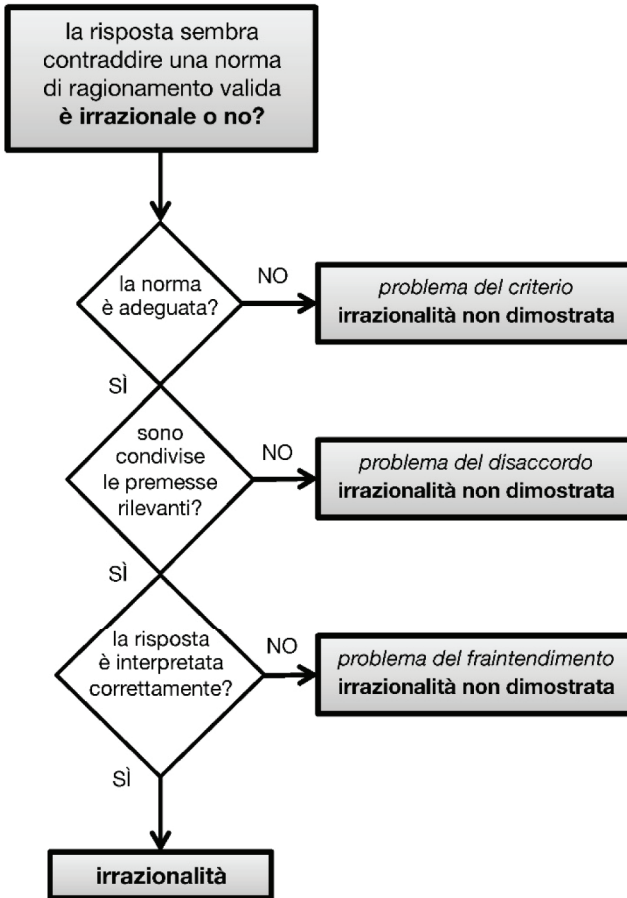 la risposta sembra
contraddire una norma
di ragionamento valida
è irrazionale o no?
la norma
è adeguata?
NO
problema del criterio
irrazionalità non dimostrata
SÌ
sono
condivise
le premesse
rilevanti?
NO
problema del disaccordo
irrazionalità non dimostrata
SÌ
la risposta
è interpretata
correttamente?
NO
problema del fraintendimento
irrazionalità non dimostrata
SÌ
irrazionalità